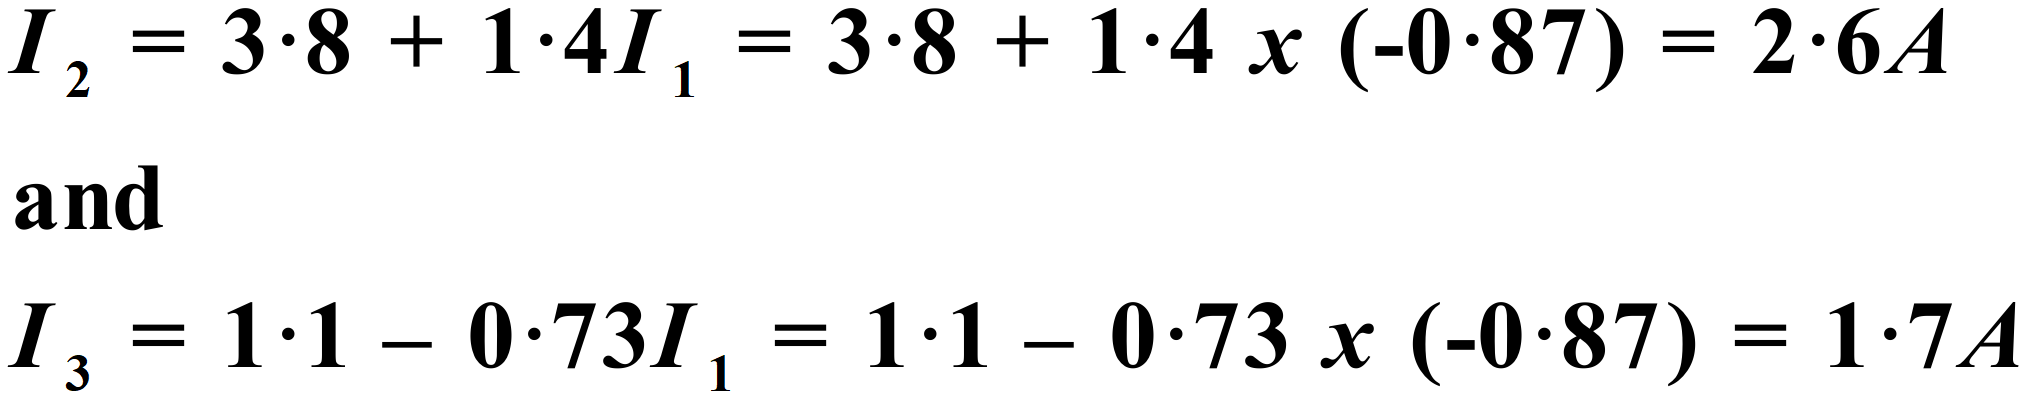 I₂ = 3·8 + 1·4I₁ = 3·8 + 1·4 x (-0·87) = 2·6A
and
I₃ = 1·1 – 0·73I₁ = 1·1 – 0·73 x (-0·87) = 1·7A